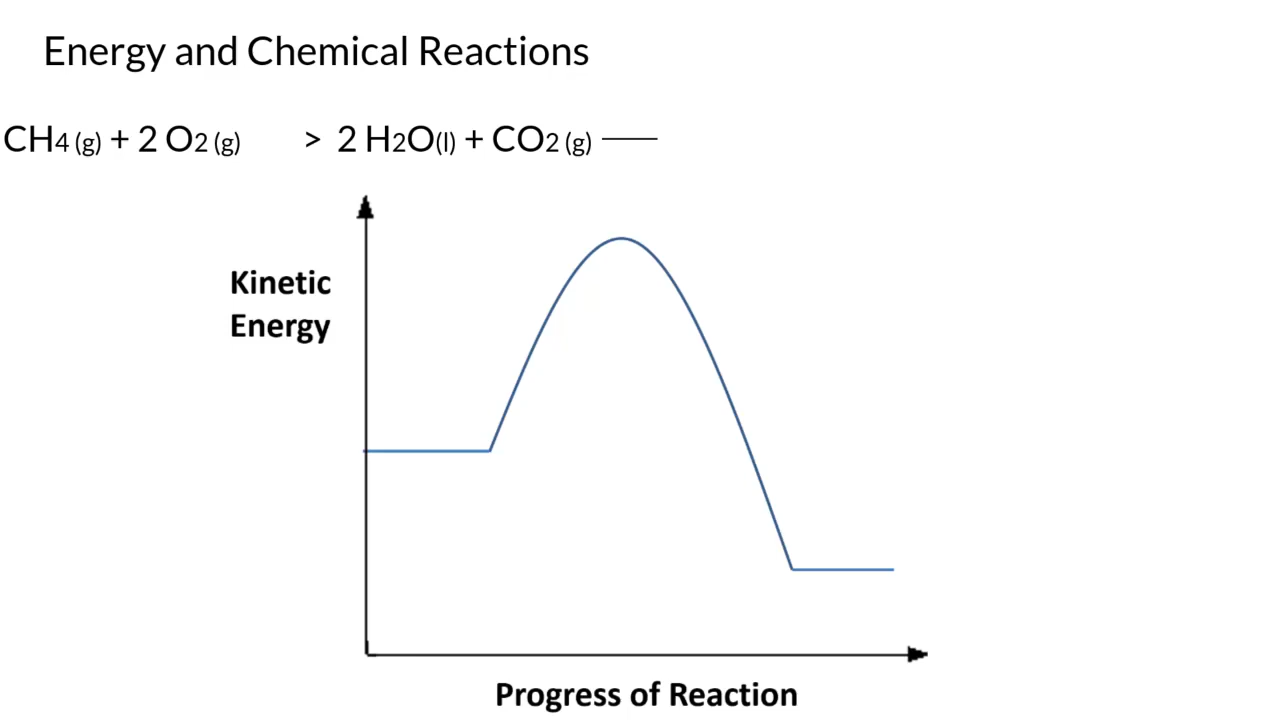 Energy and Chemical Reactions
CH4 (g) + 2 O2 (g) > 2 H2O(l) + CO2 (g)
Kinetic
Energy
Progress of Reaction